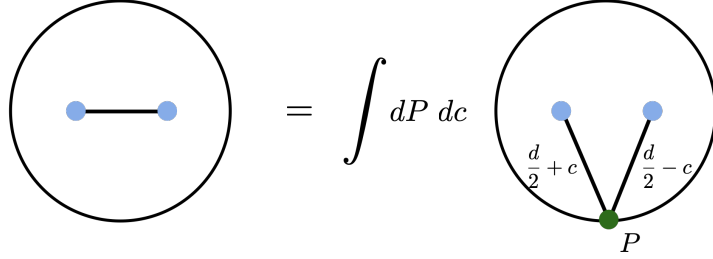 = ∫ dP dc
d/2 + c
d/2 − c
P